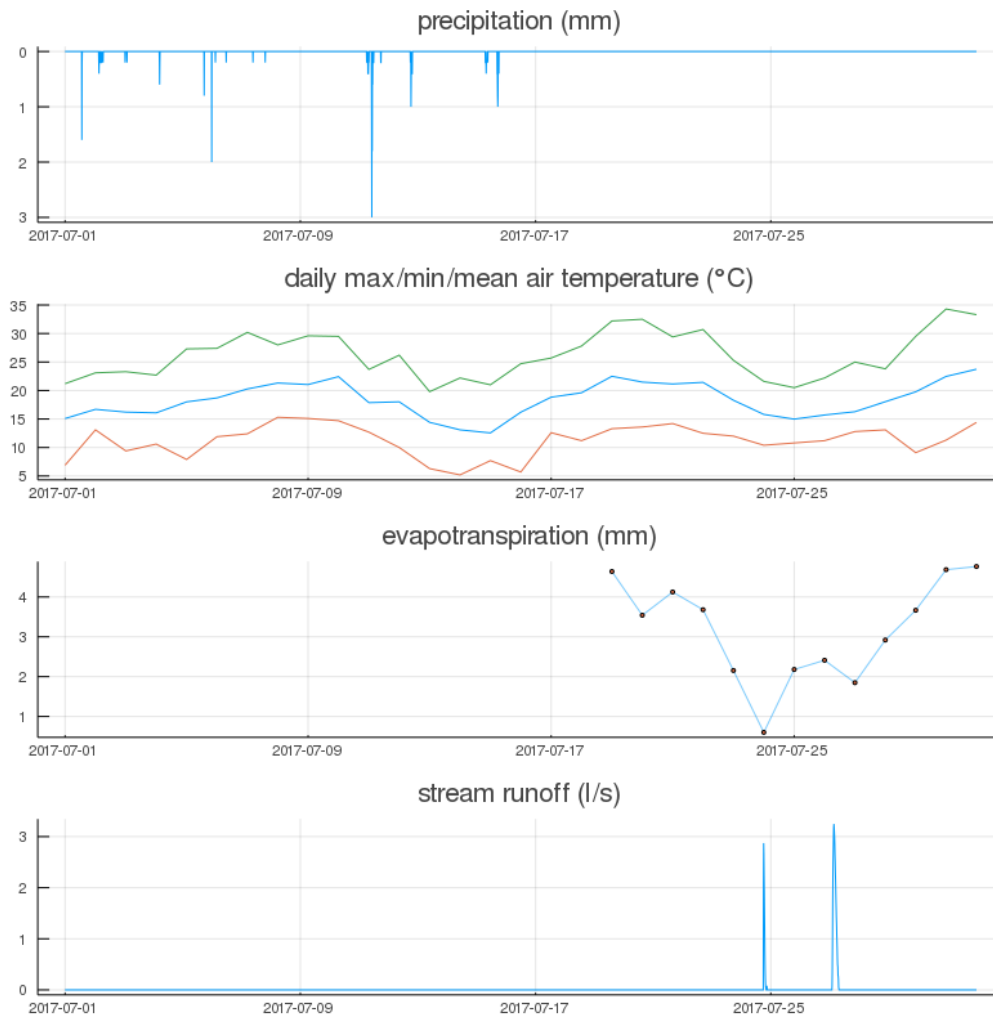 precipitation (mm)
0
1
2
3
2017-07-01 2017-07-09 2017-07-17 2017-07-25
daily max/min/mean air temperature (°C)
35
30
25
20
15
10
5
2017-07-01 2017-07-09 2017-07-17 2017-07-25
evapotranspiration (mm)
4
3
2
1
2017-07-01 2017-07-09 2017-07-17 2017-07-25
stream runoff (l/s)
3
2
1
0
2017-07-01 2017-07-09 2017-07-17 2017-07-25